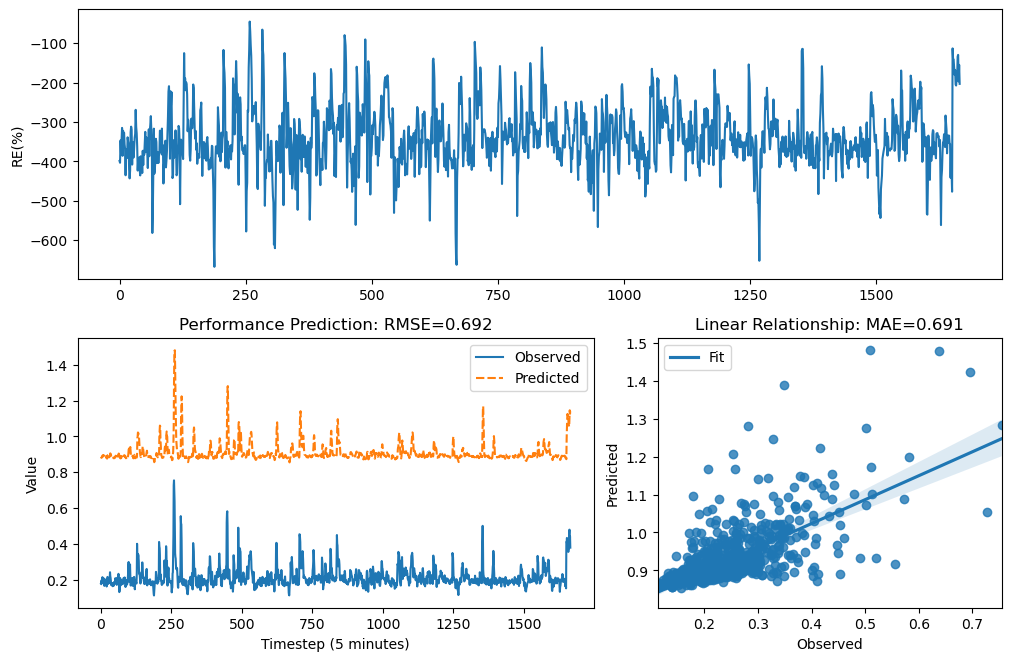 RE(%)
−100
−200
−300
−400
−500
−600
0 250 500 750 1000 1250 1500
Performance Prediction: RMSE=0.692
Value
1.4
1.2
1.0
0.8
0.6
0.4
0.2
Observed
Predicted
0 250 500 750 1000 1250 1500
Timestep (5 minutes)
Linear Relationship: MAE=0.691
Predicted
1.5
1.4
1.3
1.2
1.1
1.0
0.9
Fit
0.2 0.3 0.4 0.5 0.6 0.7
Observed